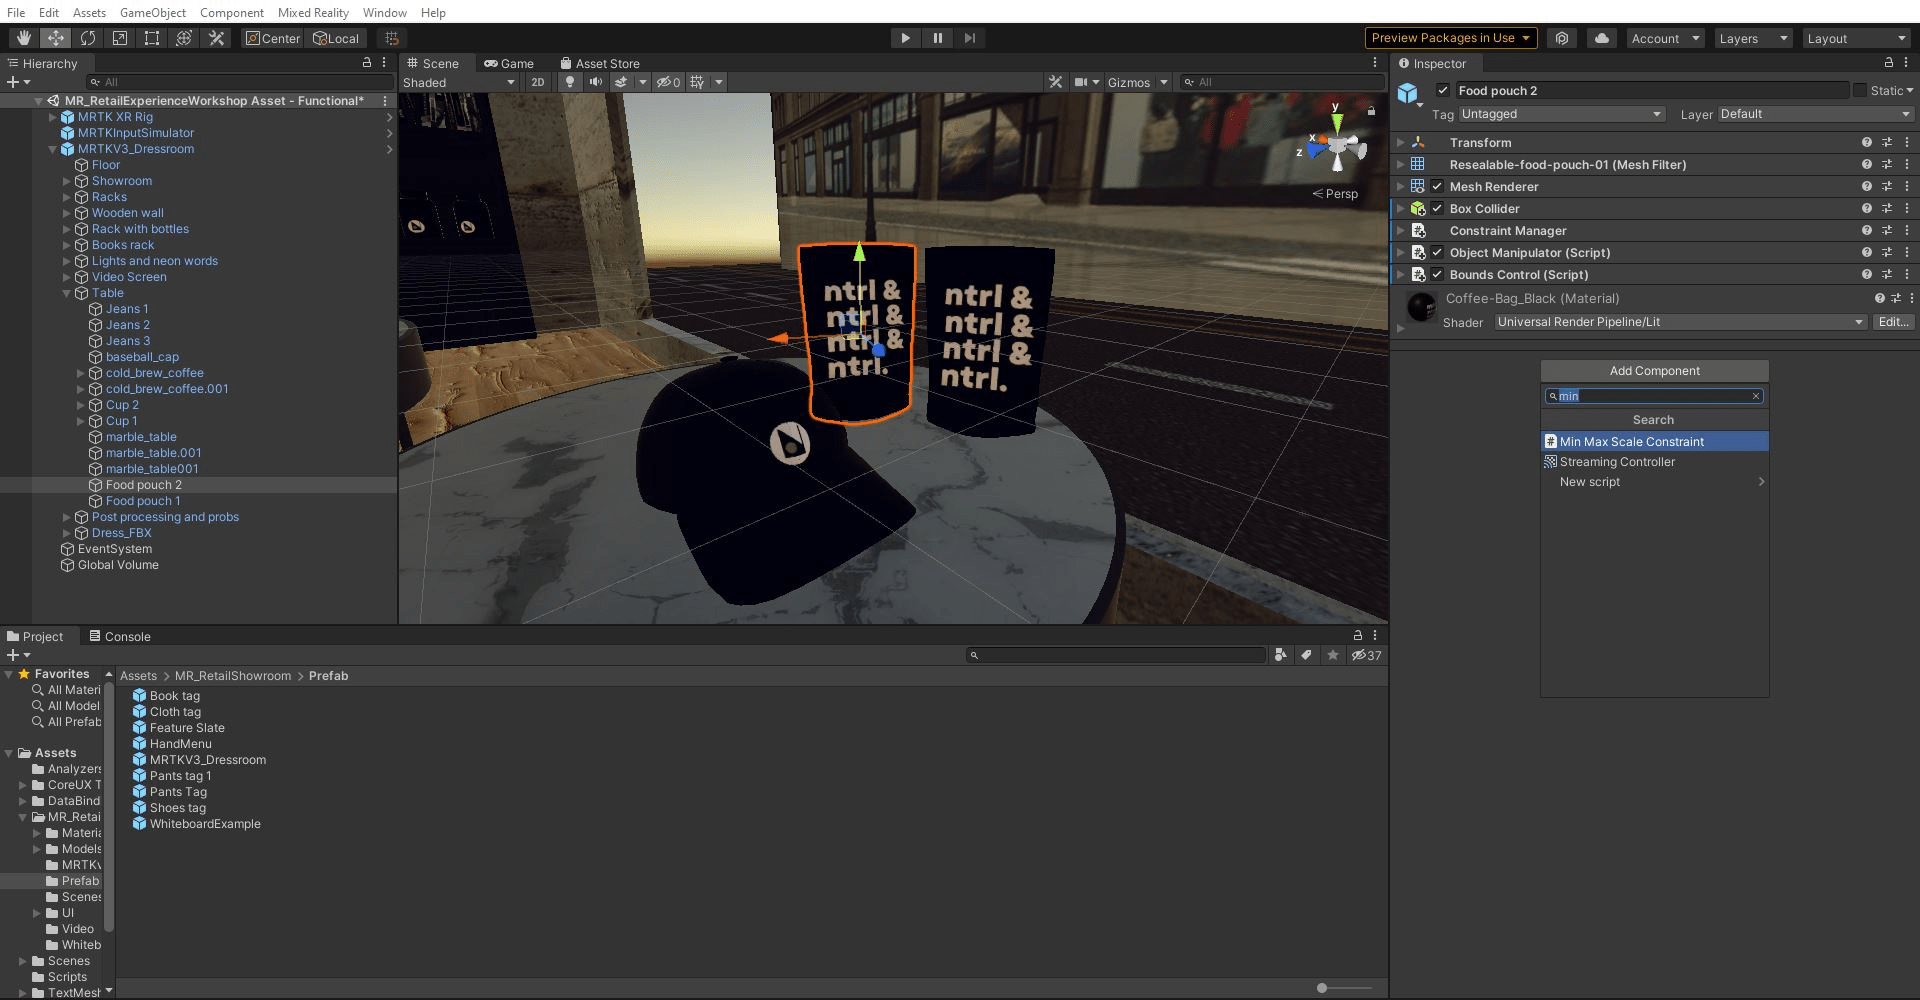 File Edit Assets GameObject Component Mixed Reality Window Help
Center Local Preview Packages in Use Account Layers Layout
Hierarchy
All
MR_RetailExperienceWorkshop Asset - Functional*
MRTK XR Rig
MRTKInputSimulator
MRTKV3_Dressroom
Floor
Showroom
Racks
Wooden wall
Rack with bottles
Books rack
Lights and neon words
Video Screen
Table
Jeans 1
Jeans 2
Jeans 3
baseball_cap
cold_brew_coffee
cold_brew_coffee.001
Cup 2
Cup 1
marble_table
marble_table.001
marble_table001
Food pouch 2
Food pouch 1
Post processing and probs
Dress_FBX
EventSystem
Global Volume
Scene Game Asset Store
Shaded 2D 0 Gizmos All
y
x
z
Persp
ntrl &
ntrl &
ntrl &
ntrl.
ntrl &
ntrl &
ntrl &
ntrl.
Inspector
Food pouch 2 Static
Tag Untagged Layer Default
Transform
Resealable-food-pouch-01 (Mesh Filter)
Mesh Renderer
Box Collider
Constraint Manager
Object Manipulator (Script)
Bounds Control (Script)
Coffee-Bag_Black (Material)
Shader Universal Render Pipeline/Lit Edit...
Add Component
min
Search
Min Max Scale Constraint
Streaming Controller
New script
Project Console
37
Favorites
All Materi
All Model
All Prefab
Assets
Analyzers
CoreUX T
DataBind
MR_Retai
Materia
Models
MRTKv
Prefab
Scenes
UI
Video
Whiteb
Scenes
Scripts
TextMesh
Assets > MR_RetailShowroom > Prefab
Book tag
Cloth tag
Feature Slate
HandMenu
MRTKV3_Dressroom
Pants tag 1
Pants Tag
Shoes tag
WhiteboardExample